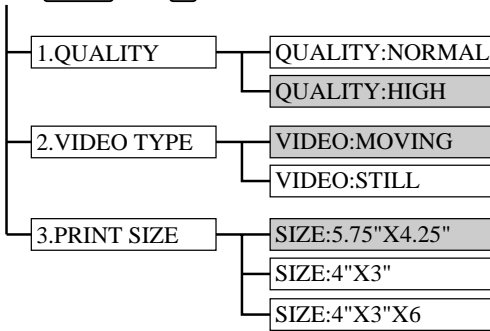 1.QUALITY
QUALITY:NORMAL
QUALITY:HIGH
2.VIDEO TYPE
VIDEO:MOVING
VIDEO:STILL
3.PRINT SIZE
SIZE:5.75"X4.25"
SIZE:4"X3"
SIZE:4"X3"X6